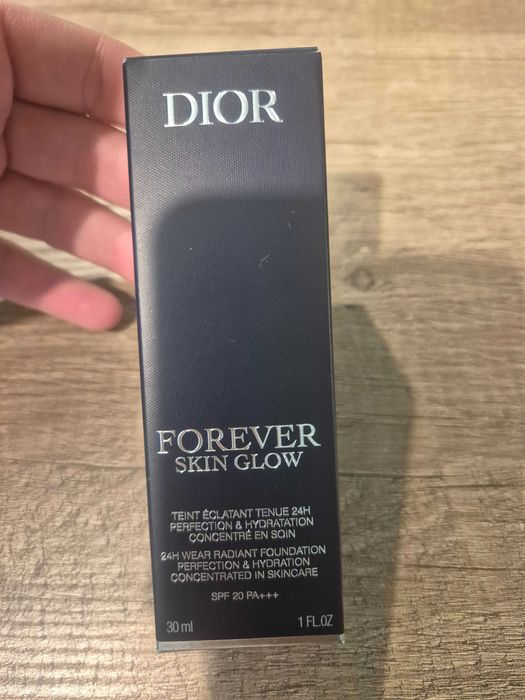 DIOR
FOREVER
SKIN GLOW
TEINT ÉCLATANT TENUE 24H
PERFECTION & HYDRATATION
CONCENTRÉ EN SOIN
24H WEAR RADIANT FOUNDATION
PERFECTION & HYDRATION
CONCENTRATED IN SKINCARE
SPF 20 PA+++
30 ml 1 FL.OZ